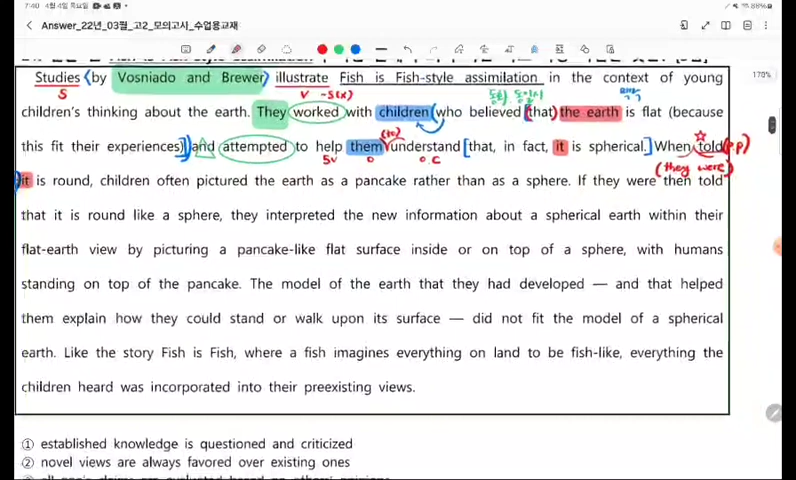 7:40 4월 4일 목요일
86%
Answer_22년_03월_고2_모의고사_수업용교재
170%
Studies (by Vosniado and Brewer) illustrate Fish is Fish-style assimilation in the context of young
S V -S(x) 동화, 동일시
children's thinking about the earth. They worked with children (who believed (that) the earth is flat (because
(to)
this fit their experiences)] and attempted to help them understand [that, in fact, it is spherical.] When told (p.p)
5V O O.C (they were)
it is round, children often pictured the earth as a pancake rather than as a sphere. If they were then told
that it is round like a sphere, they interpreted the new information about a spherical earth within their
flat-earth view by picturing a pancake-like flat surface inside or on top of a sphere, with humans
standing on top of the pancake. The model of the earth that they had developed — and that helped
them explain how they could stand or walk upon its surface — did not fit the model of a spherical
earth. Like the story Fish is Fish, where a fish imagines everything on land to be fish-like, everything the
children heard was incorporated into their preexisting views.
① established knowledge is questioned and criticized
② novel views are always favored over existing ones